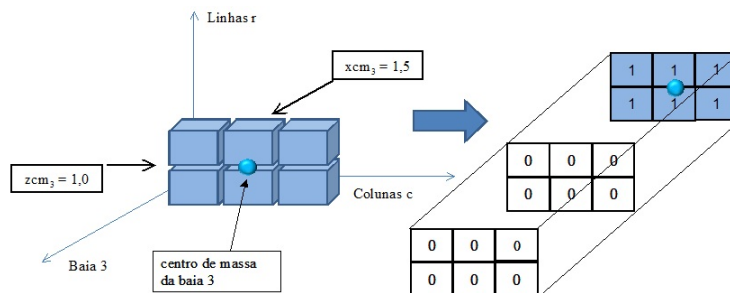 Linhas r
xcm3 = 1,5
zcm3 = 1,0
Colunas c
Baia 3
centro de massa
da baia 3
1 1 1
1 1 1
0 0 0
0 0 0
0 0 0
0 0 0